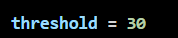 threshold = 30